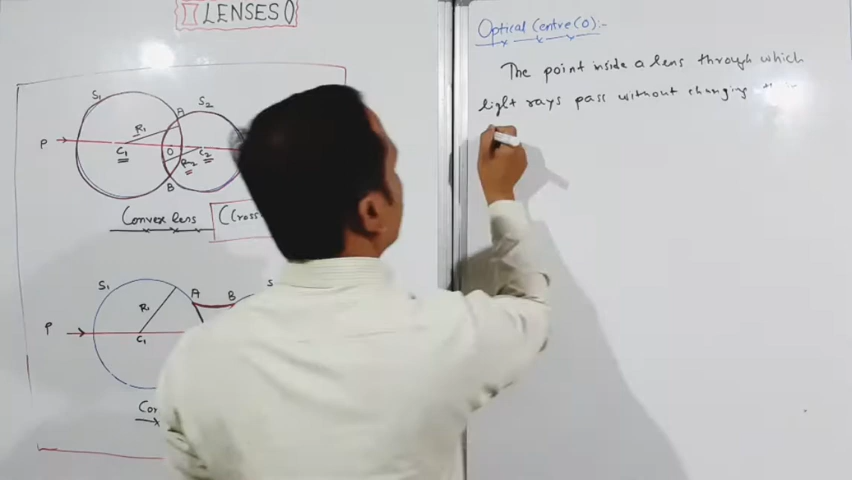 LENSES
S1
A
S2
R1
P
O
C1
C2
R2
B
Convex lens
(Cross
S1
A
B
S
R1
P
C1
Con
Optical Centre (O) :-
The point inside a lens through which
light rays pass without changing